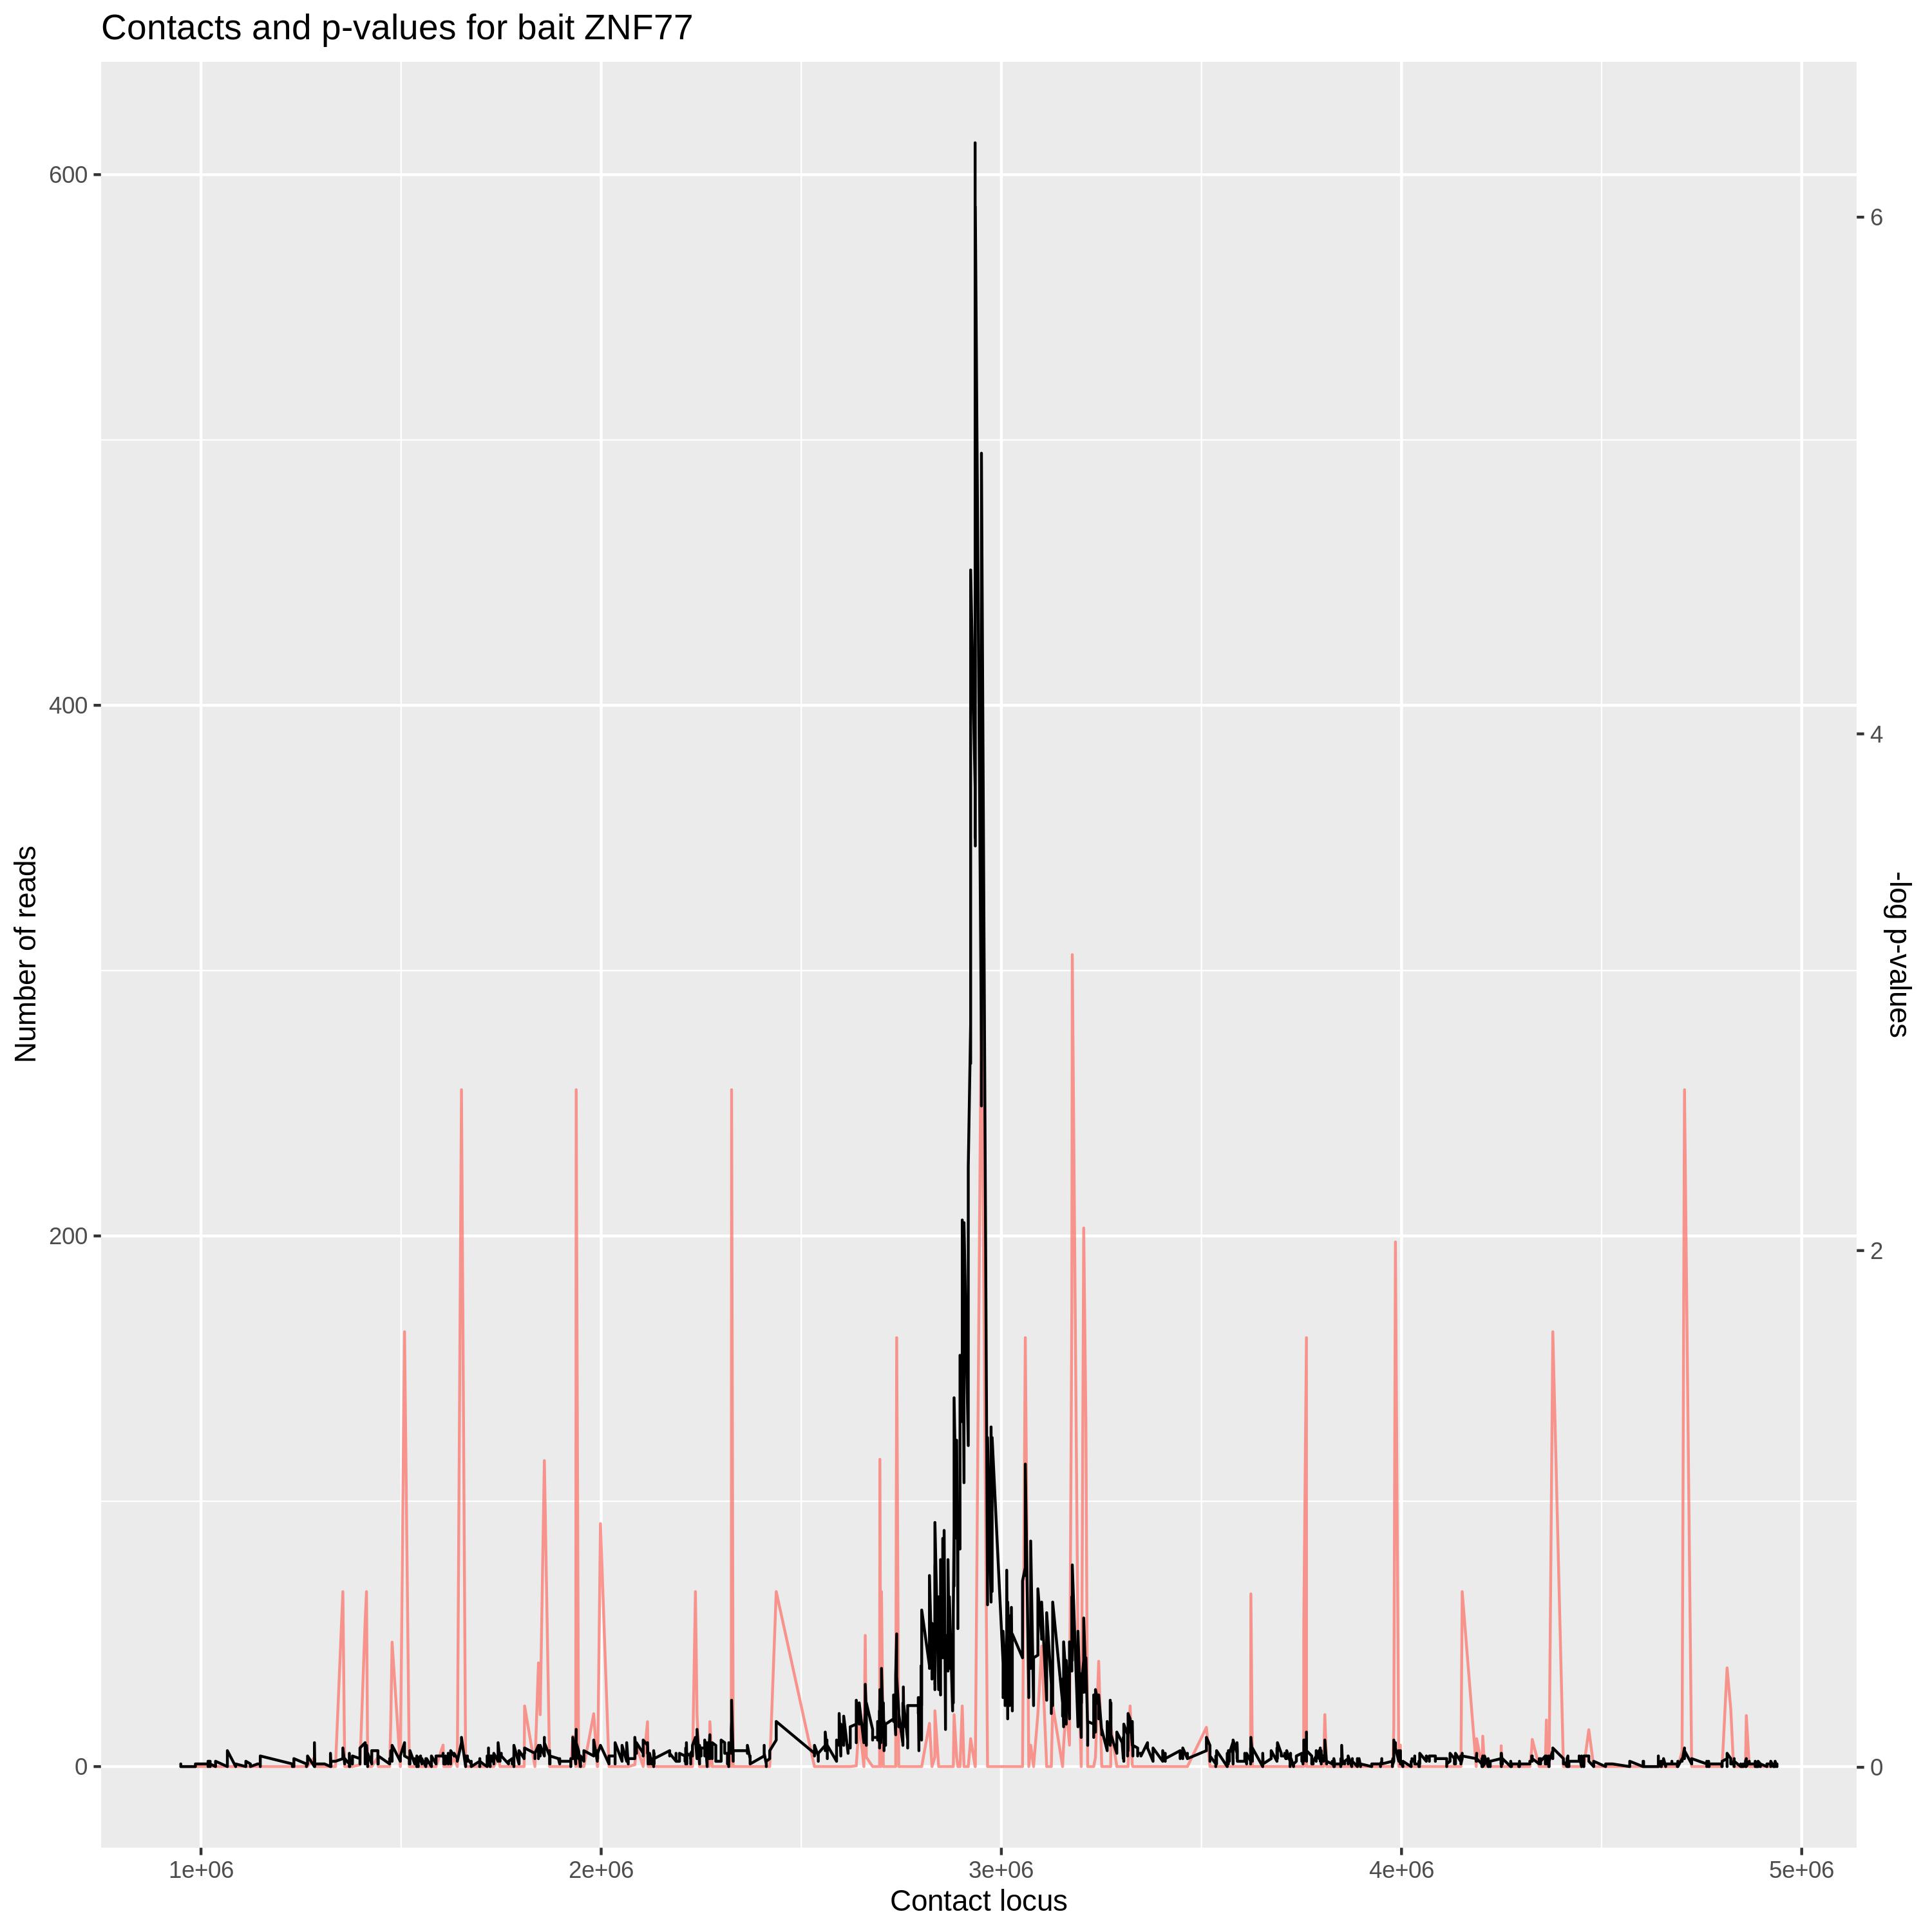 Contacts and p-values for bait ZNF77
600
400
200
0
Number of reads
6
4
2
0
-log p-values
1e+06
2e+06
3e+06
4e+06
5e+06
Contact locus